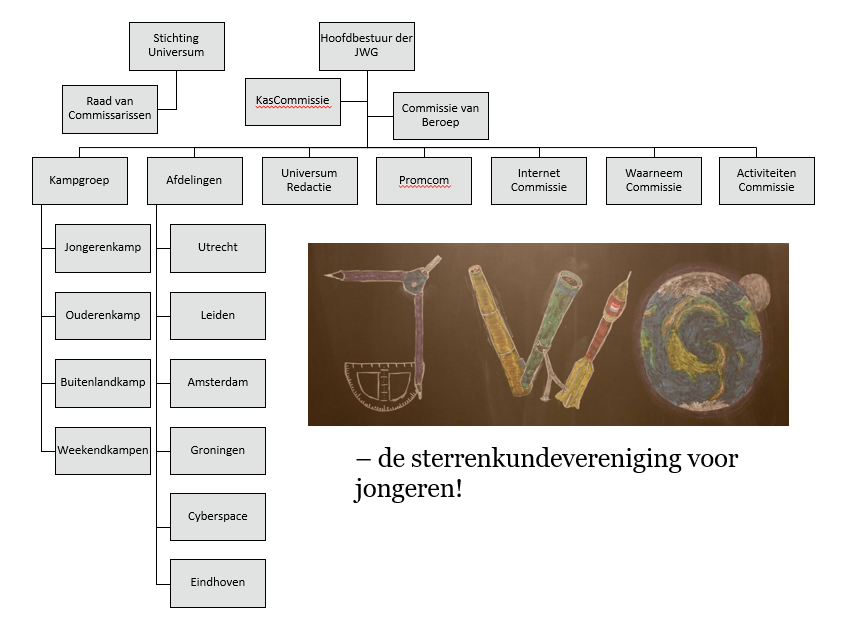 Stichting
Universum
Hoofdbestuur der
JWG
Raad van
Commissarissen
KasCommissie
Commissie van
Beroep
Kampgroep
Afdelingen
Universum
Redactie
Promcom
Internet
Commissie
Waarneem
Commissie
Activiteiten
Commissie
Jongerenkamp
Utrecht
Ouderenkamp
Leiden
Buitenlandkamp
Amsterdam
Weekendkampen
Groningen
Cyberspace
Eindhoven
JWG
– de sterrenkundevereniging voor
jongeren!